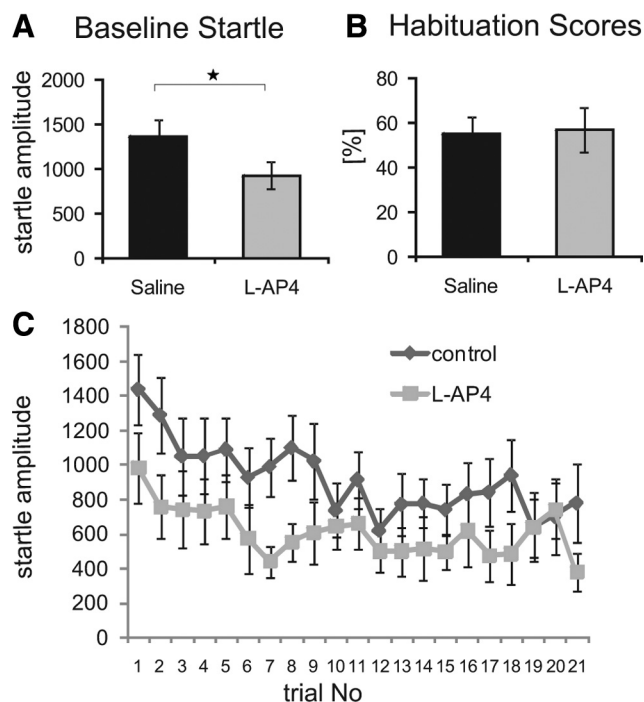 A Baseline Startle
startle amplitude
2000
1500
1000
500
0
★
Saline L-AP4
B Habituation Scores
[%]
80
60
40
20
0
Saline L-AP4
C
startle amplitude
1800
1600
1400
1200
1000
800
600
400
200
0
control
L-AP4
1 2 3 4 5 6 7 8 9 10 11 12 13 14 15 16 17 18 19 20 21
trial No